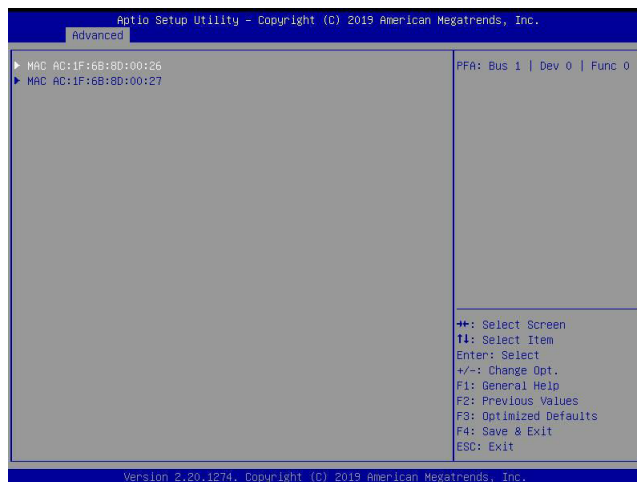 Aptio Setup Utility – Copyright (C) 2019 American Megatrends, Inc.
Advanced
▶ MAC AC:1F:6B:8D:00:26
▶ MAC AC:1F:6B:8D:00:27
PFA: Bus 1 | Dev 0 | Func 0
→←: Select Screen
↑↓: Select Item
Enter: Select
+/-: Change Opt.
F1: General Help
F2: Previous Values
F3: Optimized Defaults
F4: Save & Exit
ESC: Exit
Version 2.20.1274. Copyright (C) 2019 American Megatrends, Inc.